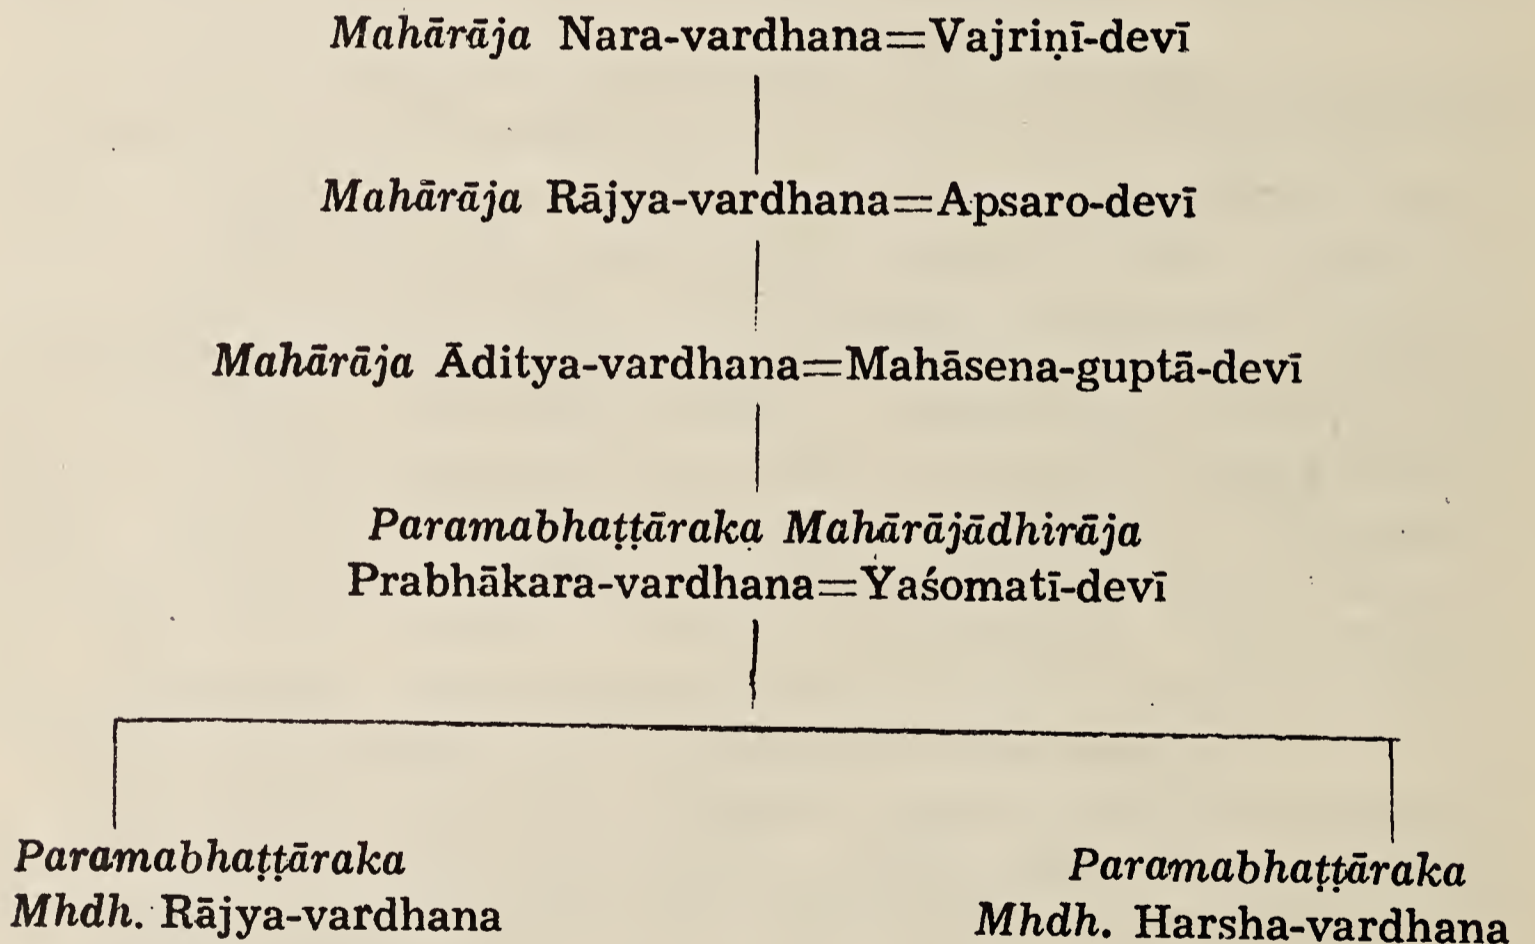 Mahārāja Nara-vardhana=Vajriṇī-devī
Mahārāja Rājya-vardhana=Apsaro-devī
Mahārāja Āditya-vardhana=Mahāsena-guptā-devī
Paramabhaṭṭāraka Mahārājādhirāja
Prabhākara-vardhana=Yaśomatī-devī
Paramabhaṭṭāraka
Mhdh. Rājya-vardhana
Paramabhaṭṭāraka
Mhdh. Harsha-vardhana